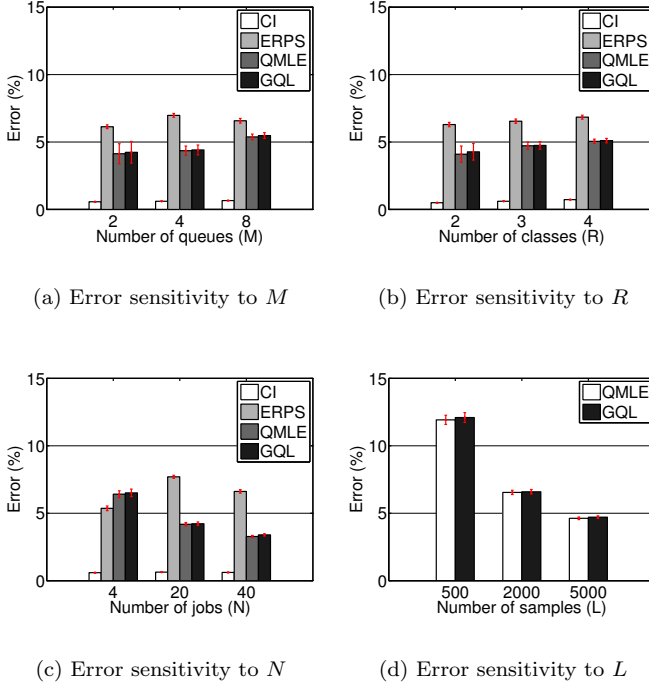 15
10
5
0
Error (%)
CI
ERPS
QMLE
GQL
2 4 8
Number of queues (M)
(a) Error sensitivity to M
15
10
5
0
Error (%)
CI
ERPS
QMLE
GQL
2 3 4
Number of classes (R)
(b) Error sensitivity to R
15
10
5
0
Error (%)
CI
ERPS
QMLE
GQL
4 20 40
Number of jobs (N)
(c) Error sensitivity to N
15
10
5
0
Error (%)
QMLE
GQL
500 2000 5000
Number of samples (L)
(d) Error sensitivity to L